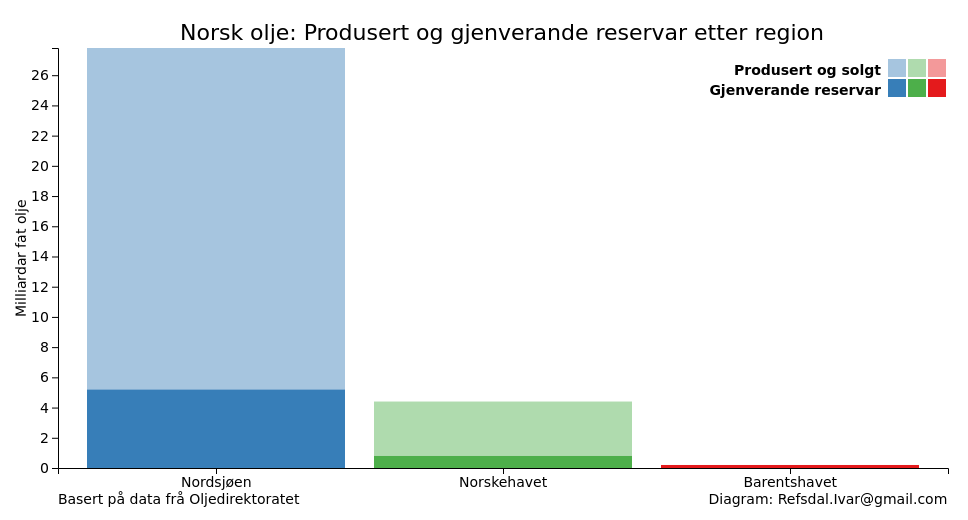 Norsk olje: Produsert og gjenverande reservar etter region
Produsert og solgt
Gjenverande reservar
Milliardar fat olje
26
24
22
20
18
16
14
12
10
8
6
4
2
0
Nordsjøen
Norskehavet
Barentshavet
Basert på data frå Oljedirektoratet
Diagram: Refsdal.Ivar@gmail.com